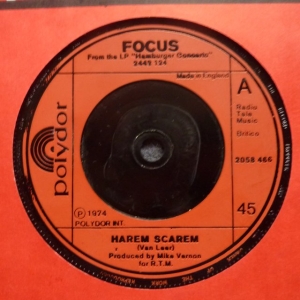 FOCUS
From the LP "Hamburger Concerto"
2442 124
Made in England
A
Radio
Tele
Music
Britico
2058 466
polydor
℗ 1974
POLYDOR INT.
45
HAREM SCAREM
(Van Leer)
Produced by Mike Vernon
for R.T.M.